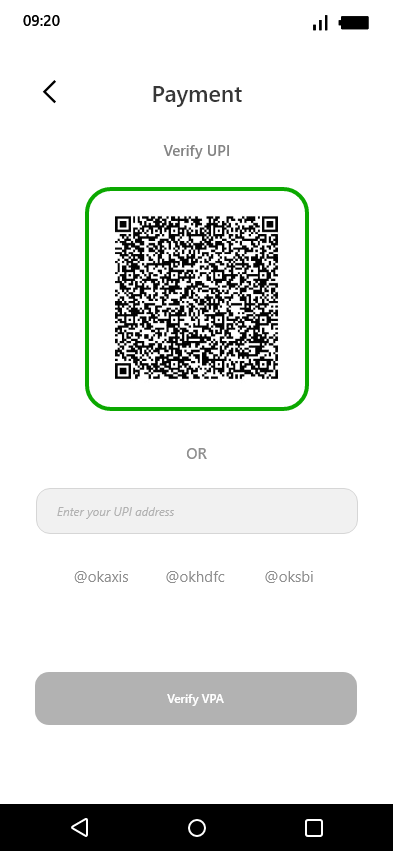 09:20
Payment
Verify UPI
OR
Enter your UPI address
@okaxis @okhdfc @oksbi
Verify VPA